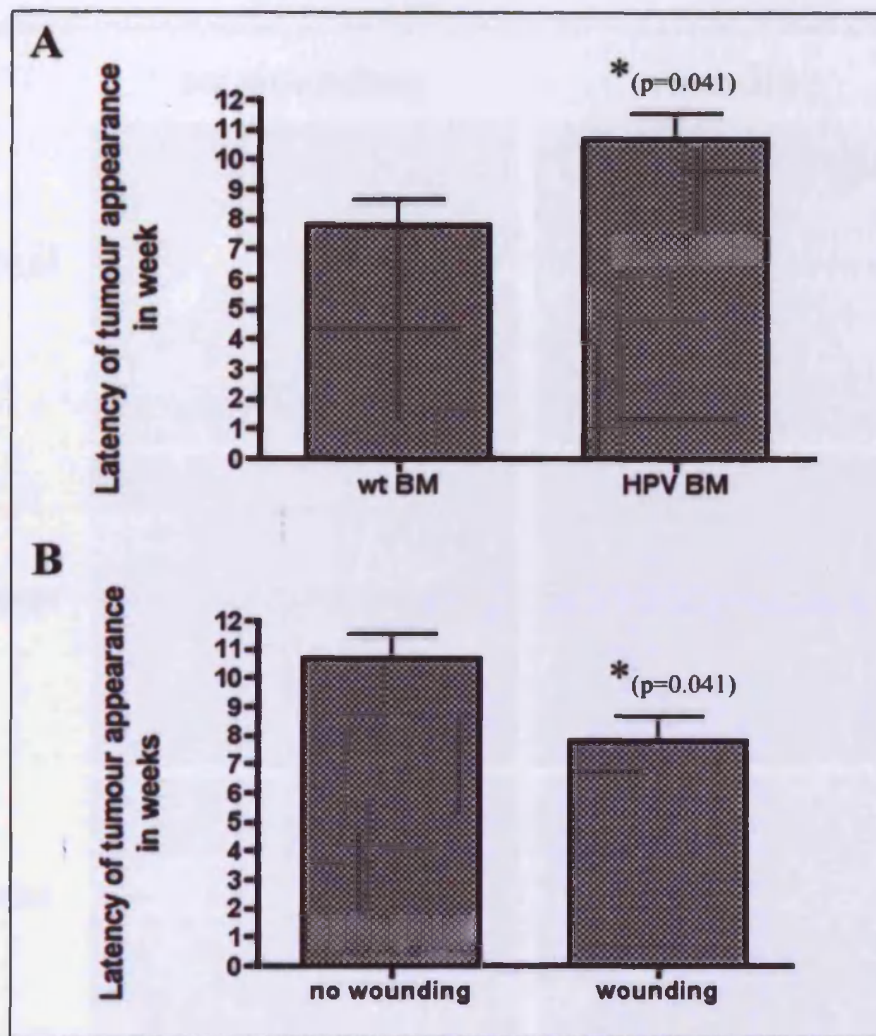 A
Latency of tumour appearance
in week
12
11
10
9
8
7
6
5
4
3
2
1
0
* (p=0.041)
wt BM
HPV BM
B
Latency of tumour appearance
in weeks
12
11
10
9
8
7
6
5
4
3
2
1
0
* (p=0.041)
no wounding
wounding